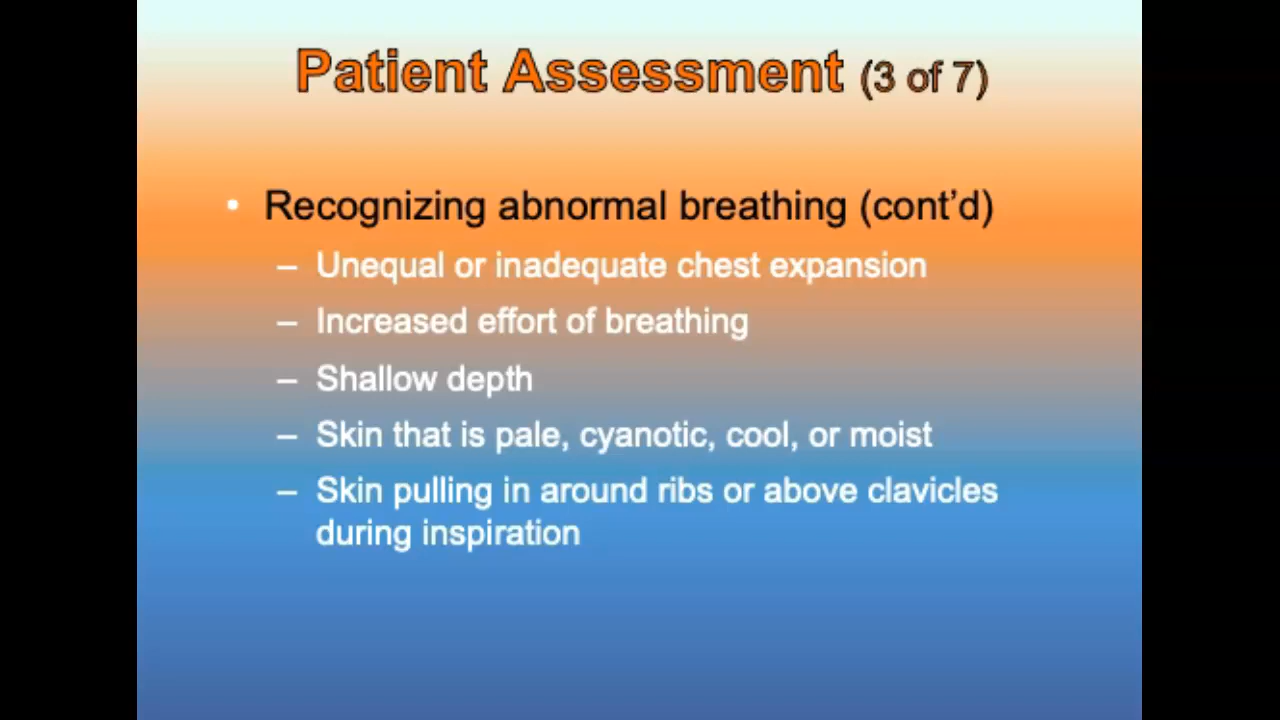 Patient Assessment (3 of 7)
• Recognizing abnormal breathing (cont’d)
– Unequal or inadequate chest expansion
– Increased effort of breathing
– Shallow depth
– Skin that is pale, cyanotic, cool, or moist
– Skin pulling in around ribs or above clavicles
during inspiration